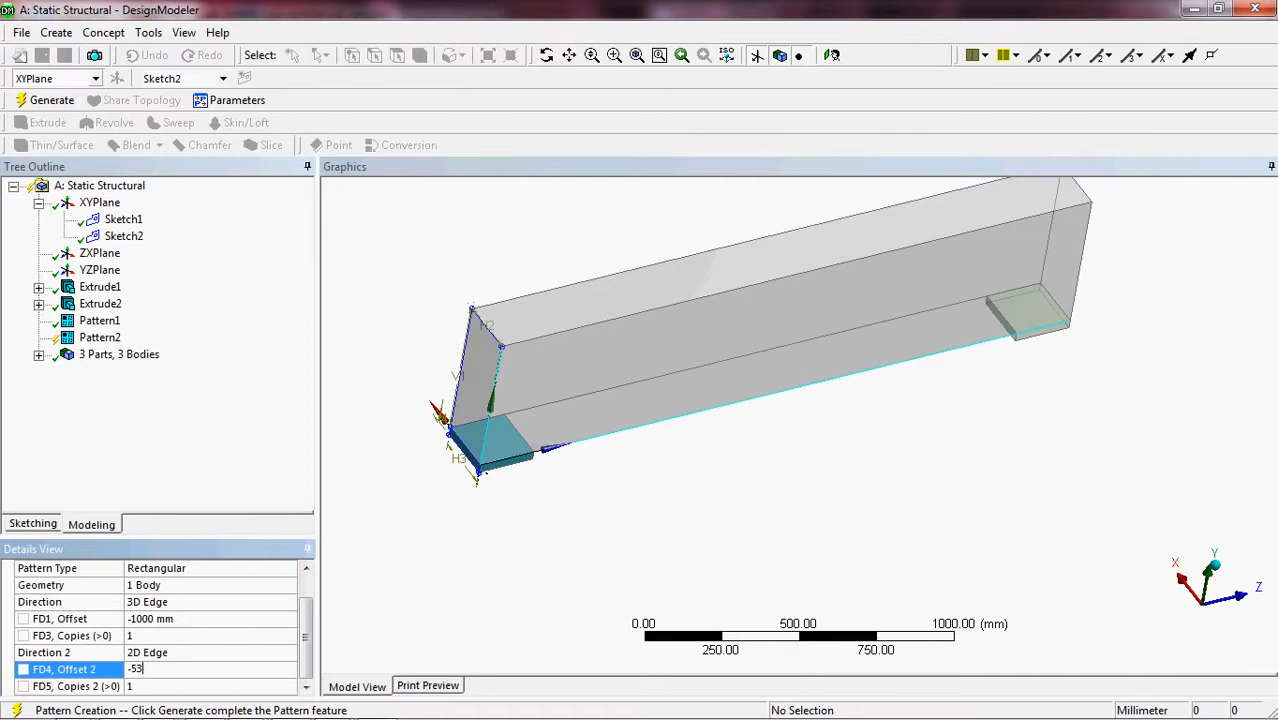 A: Static Structural - DesignModeler
File Create Concept Tools View Help
Undo Redo Select: ISO
XYPlane Sketch2
Generate Share Topology Parameters
Extrude Revolve Sweep Skin/Loft
Thin/Surface Blend Chamfer Slice Point Conversion
Tree Outline
A: Static Structural
XYPlane
Sketch1
Sketch2
ZXPlane
YZPlane
Extrude1
Extrude2
Pattern1
Pattern2
3 Parts, 3 Bodies
Sketching Modeling
Details View
Pattern Type Rectangular
Geometry 1 Body
Direction 3D Edge
FD1, Offset -1000 mm
FD3, Copies (>0) 1
Direction 2 2D Edge
FD4, Offset 2 -53
FD5, Copies 2 (>0) 1
Graphics
H2
V1
H3
X Y Z
0.00 500.00 1000.00 (mm)
250.00 750.00
Model View Print Preview
Pattern Creation -- Click Generate complete the Pattern feature No Selection Millimeter 0 0